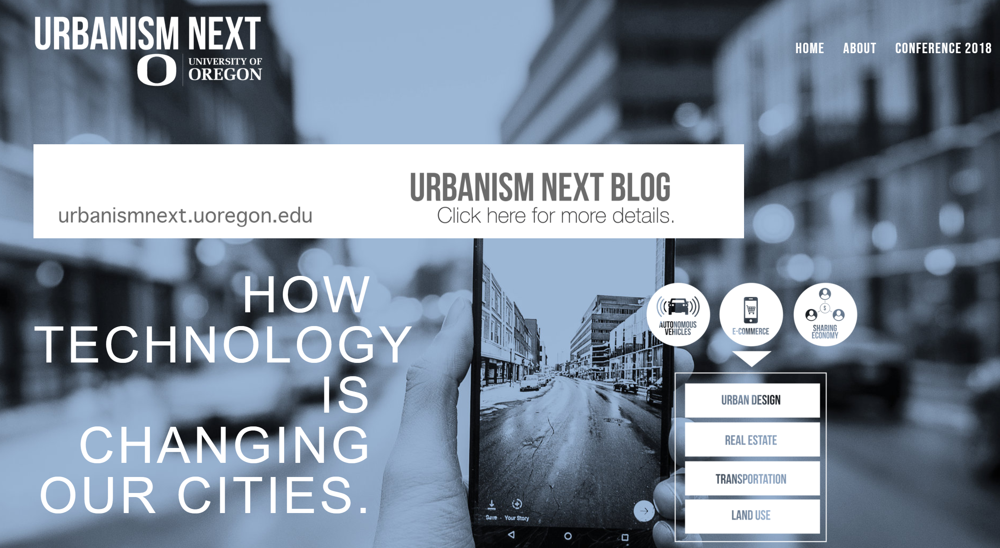 URBANISM NEXT
UNIVERSITY OF
OREGON
HOME ABOUT CONFERENCE 2018
URBANISM NEXT BLOG
urbanismnext.uoregon.edu
Click here for more details.
HOW
TECHNOLOGY
IS
CHANGING
OUR CITIES.
AUTONOMOUS
VEHICLES
E-COMMERCE
$
SHARING
ECONOMY
URBAN DESIGN
REAL ESTATE
TRANSPORTATION
LAND USE
Save Your Story